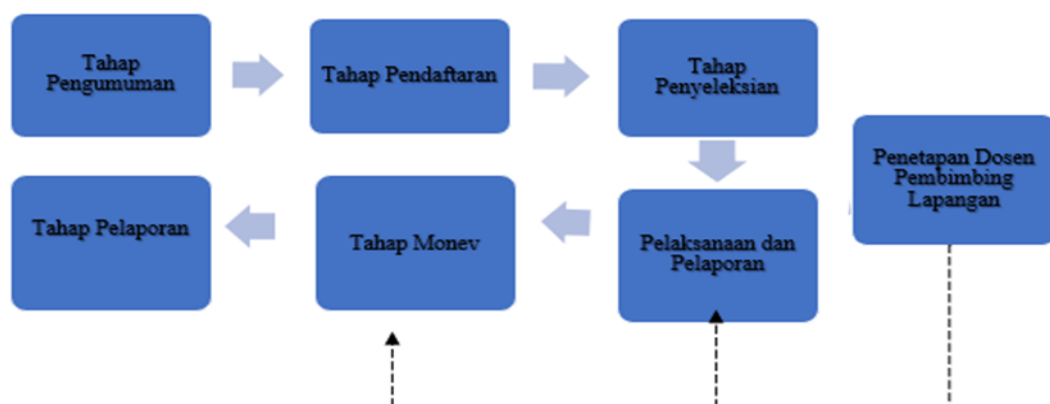 Tahap
Pengumuman
Tahap Pendaftaran
Tahap
Penyeleksian
Penetapan Dosen
Pembimbing
Lapangan
Pelaksanaan dan
Pelaporan
Tahap Monev
Tahap Pelaporan